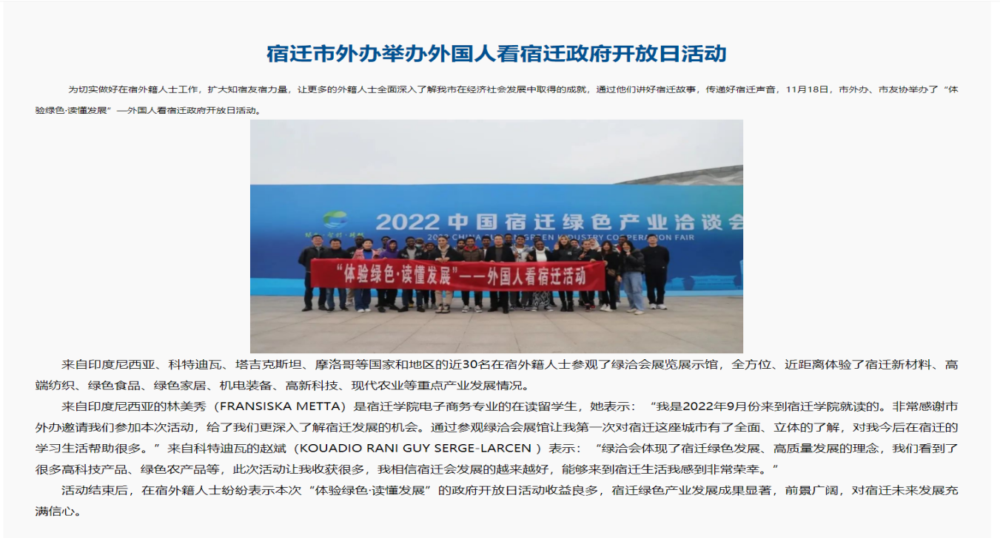 宿迁市外办举办外国人看宿迁政府开放日活动
为切实做好在宿外籍人士工作，扩大知宿友宿力量，让更多的外籍人士全面深入了解我市在经济社会发展中取得的成就，通过他们讲好宿迁故事，传递好宿迁声音，11月18日，市外办、市友协举办了“体
验绿色·读懂发展”—外国人看宿迁政府开放日活动。
2022中国宿迁绿色产业洽谈会
2022 CHINA GREEN INDUSTRY COOPERATION FAIR
“体验绿色·读懂发展”——外国人看宿迁活动
来自印度尼西亚、科特迪瓦、塔吉克斯坦、摩洛哥等国家和地区的近30名在宿外籍人士参观了绿洽会展览展示馆，全方位、近距离体验了宿迁新材料、高
端纺织、绿色食品、绿色家居、机电装备、高新科技、现代农业等重点产业发展情况。
来自印度尼西亚的林美秀（FRANSISKA METTA）是宿迁学院电子商务专业的在读留学生，她表示：“我是2022年9月份来到宿迁学院就读的。非常感谢市
外办邀请我们参加本次活动，给了我们更深入了解宿迁发展的机会。通过参观绿洽会展馆让我第一次对宿迁这座城市有了全面、立体的了解，对我今后在宿迁的
学习生活帮助很多。”来自科特迪瓦的赵斌（KOUADIO RANI GUY SERGE-LARCEN ）表示：“绿洽会体现了宿迁绿色发展、高质量发展的理念，我们看到了
很多高科技产品、绿色农产品等，此次活动让我收获很多，我相信宿迁会发展的越来越好，能够来到宿迁生活我感到非常荣幸。”
活动结束后，在宿外籍人士纷纷表示本次“体验绿色·读懂发展”的政府开放日活动收益良多，宿迁绿色产业发展成果显著，前景广阔，对宿迁未来发展充
满信心。